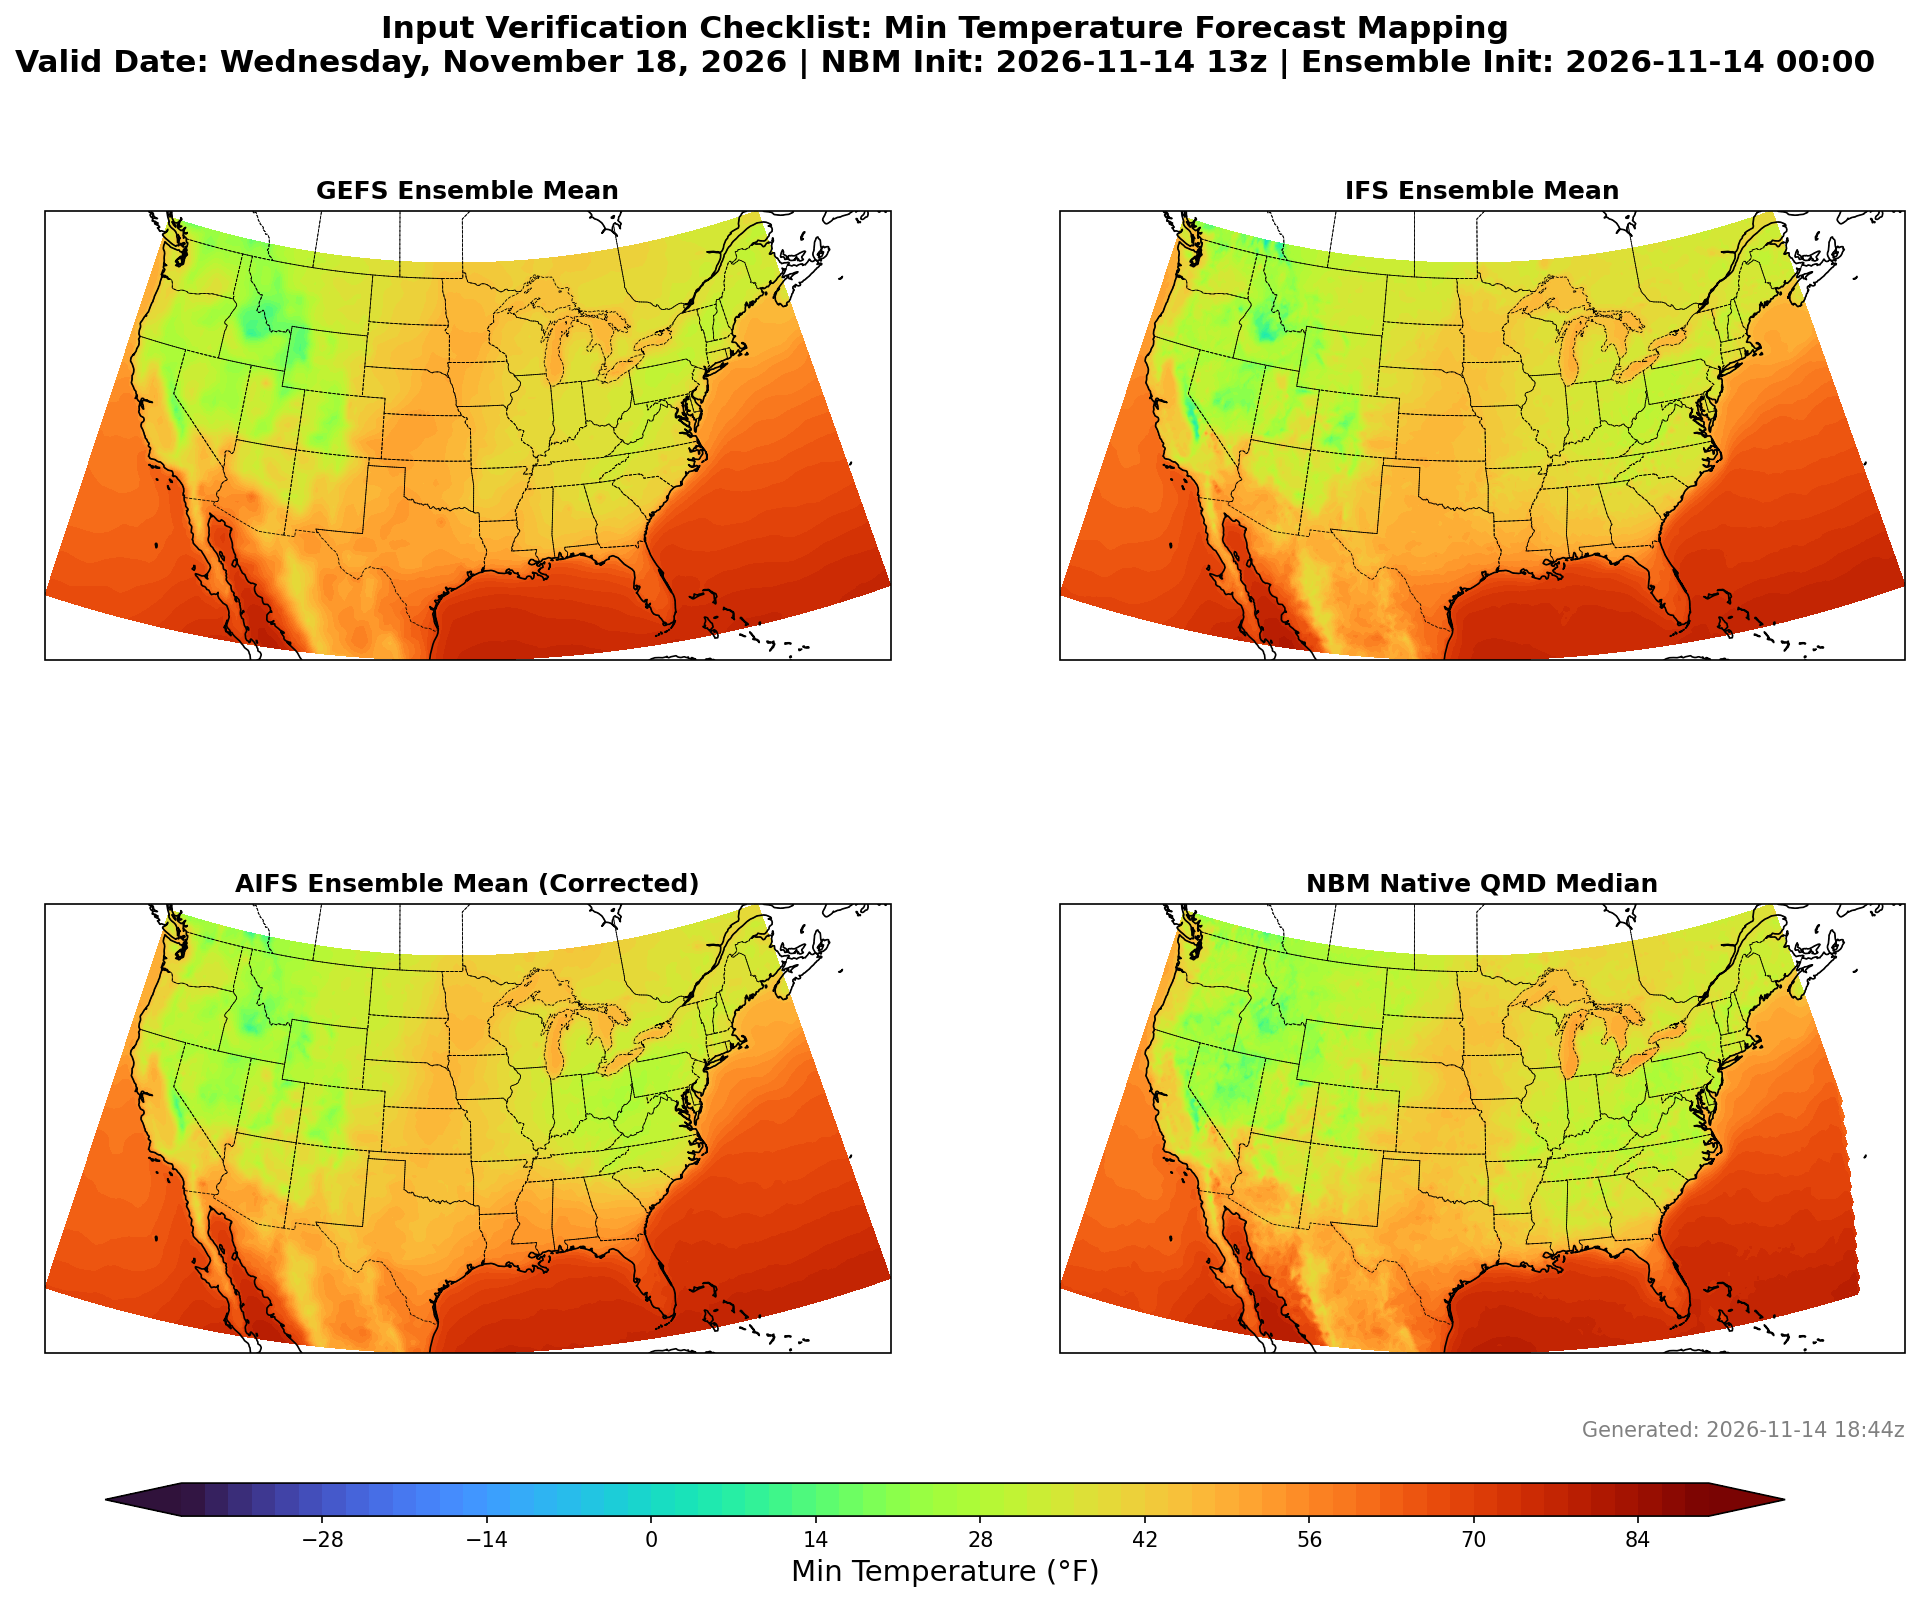 Input Verification Checklist: Min Temperature Forecast Mapping
Valid Date: Wednesday, November 18, 2026 | NBM Init: 2026-11-14 13z | Ensemble Init: 2026-11-14 00:00
GEFS Ensemble Mean
IFS Ensemble Mean
AIFS Ensemble Mean (Corrected)
NBM Native QMD Median
Generated: 2026-11-14 18:44z
−28 −14 0 14 28 42 56 70 84
Min Temperature (°F)